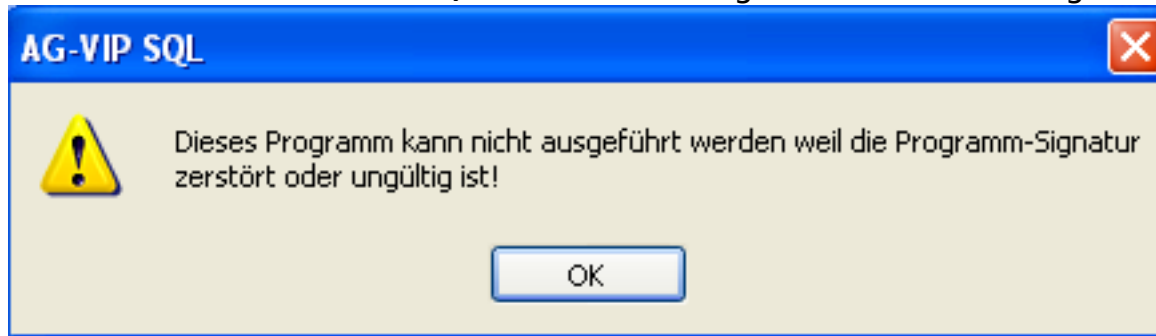 AG-VIP SQL
Dieses Programm kann nicht ausgeführt werden weil die Programm-Signatur
zerstört oder ungültig ist!
OK